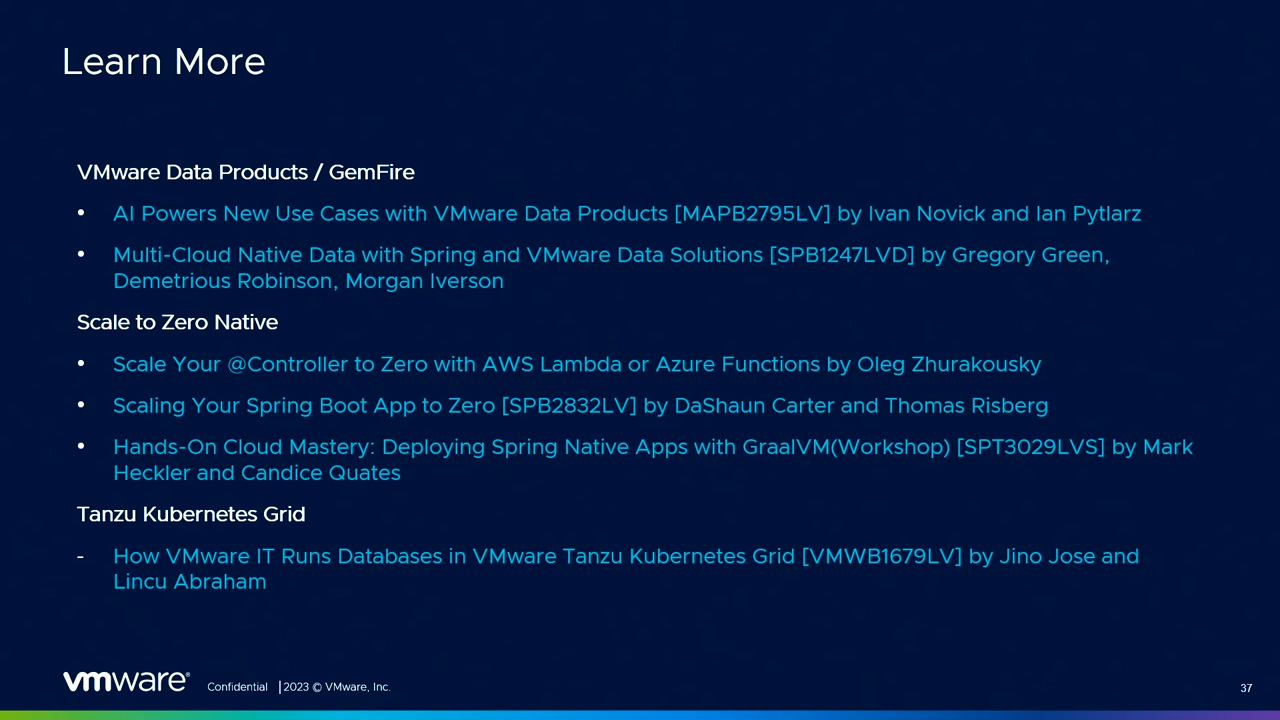 Learn More
VMware Data Products / GemFire
• AI Powers New Use Cases with VMware Data Products [MAPB2795LV] by Ivan Novick and Ian Pytlarz
• Multi-Cloud Native Data with Spring and VMware Data Solutions [SPB1247LVD] by Gregory Green,
Demetrious Robinson, Morgan Iverson
Scale to Zero Native
• Scale Your @Controller to Zero with AWS Lambda or Azure Functions by Oleg Zhurakousky
• Scaling Your Spring Boot App to Zero [SPB2832LV] by DaShaun Carter and Thomas Risberg
• Hands-On Cloud Mastery: Deploying Spring Native Apps with GraalVM(Workshop) [SPT3029LVS] by Mark
Heckler and Candice Quates
Tanzu Kubernetes Grid
- How VMware IT Runs Databases in VMware Tanzu Kubernetes Grid [VMWB1679LV] by Jino Jose and
Lincu Abraham
vmware® Confidential | 2023 © VMware, Inc. 37